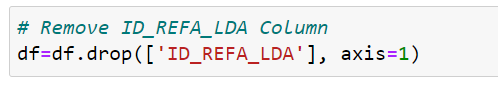 # Remove ID_REFA_LDA Column
df=df.drop(['ID_REFA_LDA'], axis=1)